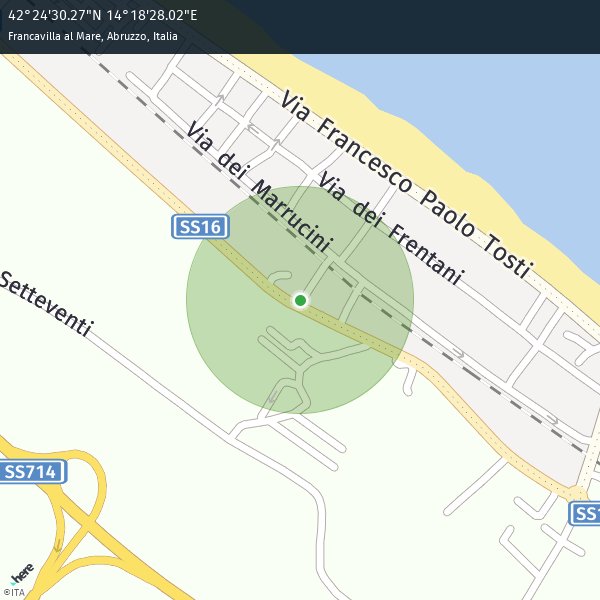 42°24'30.27"N 14°18'28.02"E
Francavilla al Mare, Abruzzo, Italia
Via Francesco Paolo Tosti
Via dei Marrucini
Via dei Frentani
SS16
Setteventi
SS714
SS1
here
©ITA